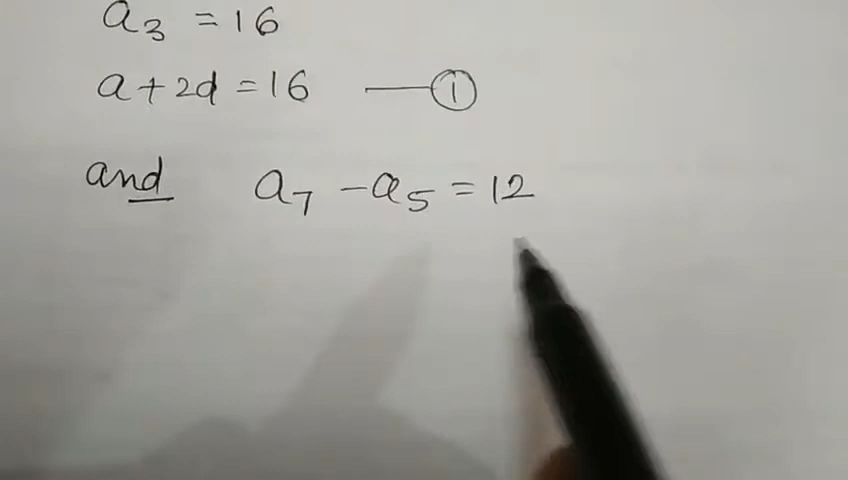 a₃ = 16
a + 2d = 16 —①
and a₇ - a₅ = 12